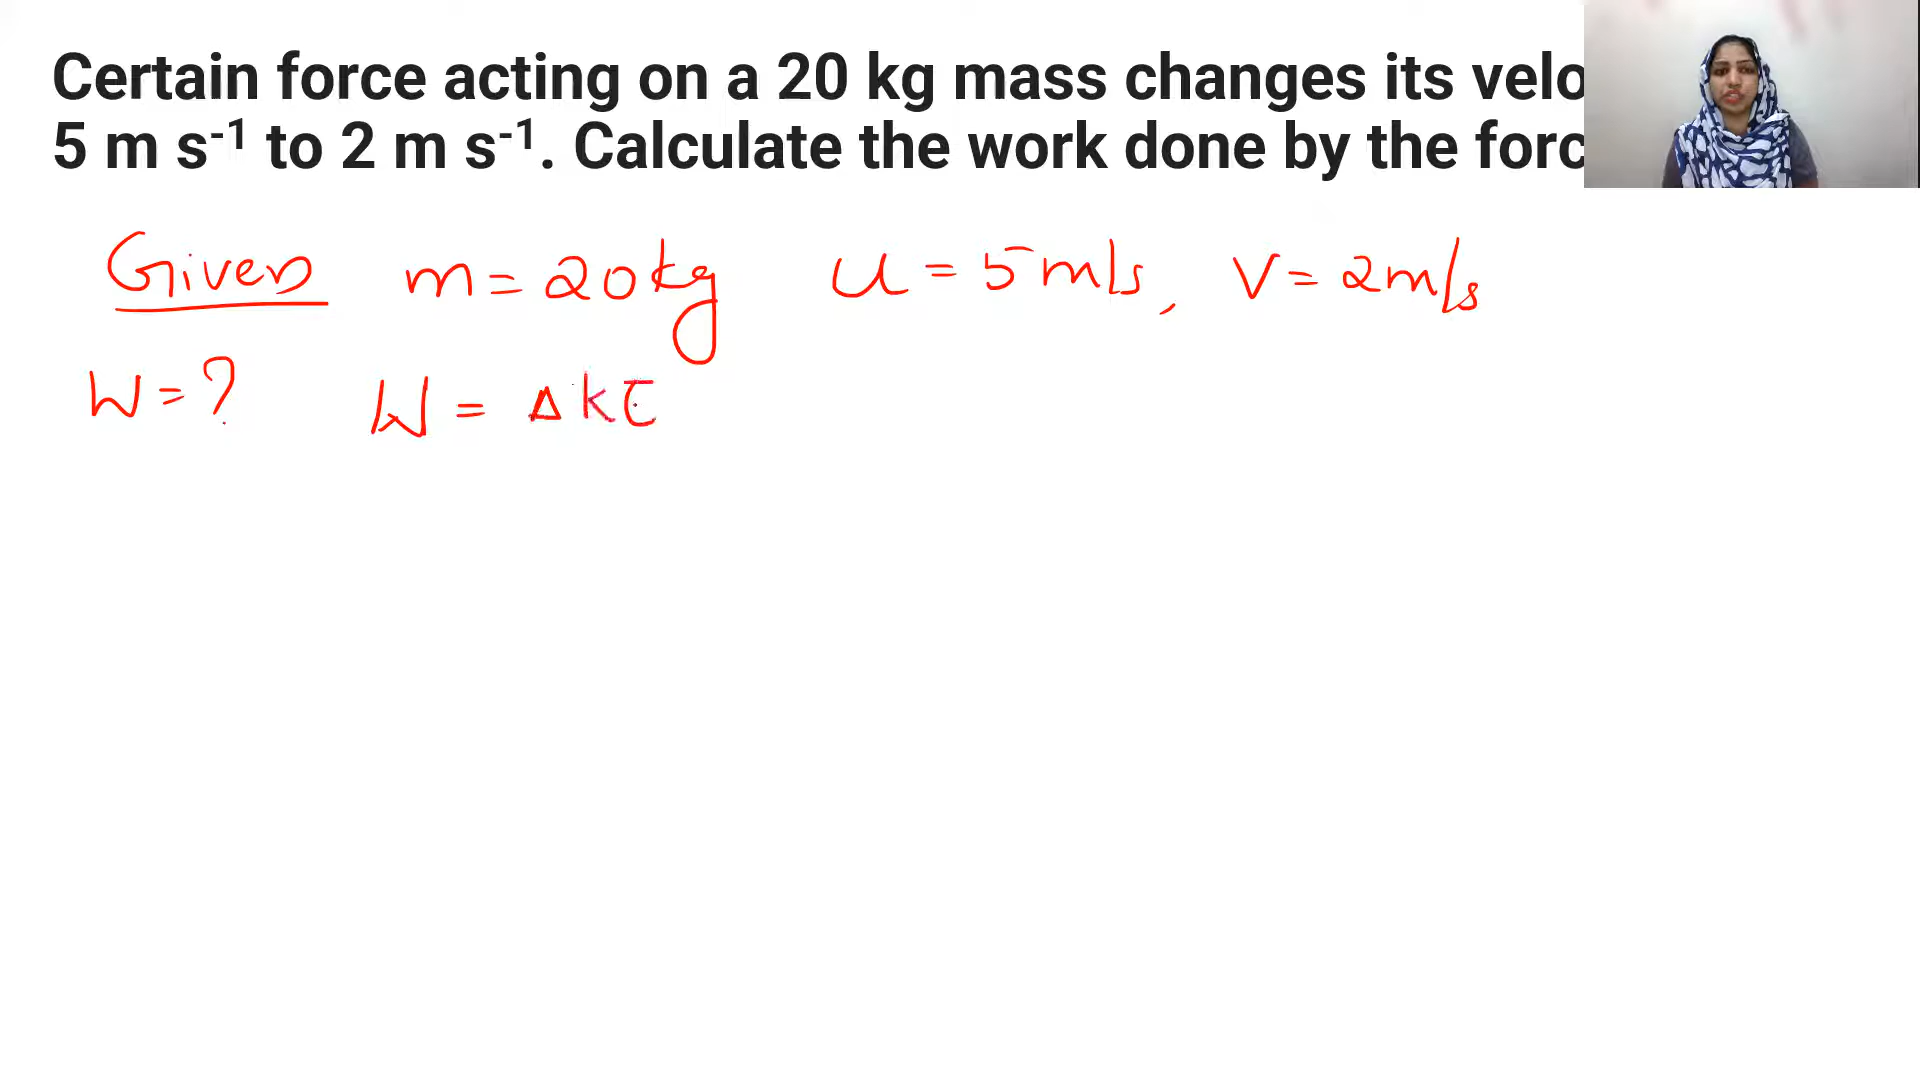 Certain force acting on a 20 kg mass changes its velo
5 m s-1 to 2 m s-1. Calculate the work done by the forc
Given m = 20kg u = 5m/s, v = 2m/s
W = ? W = ΔKE